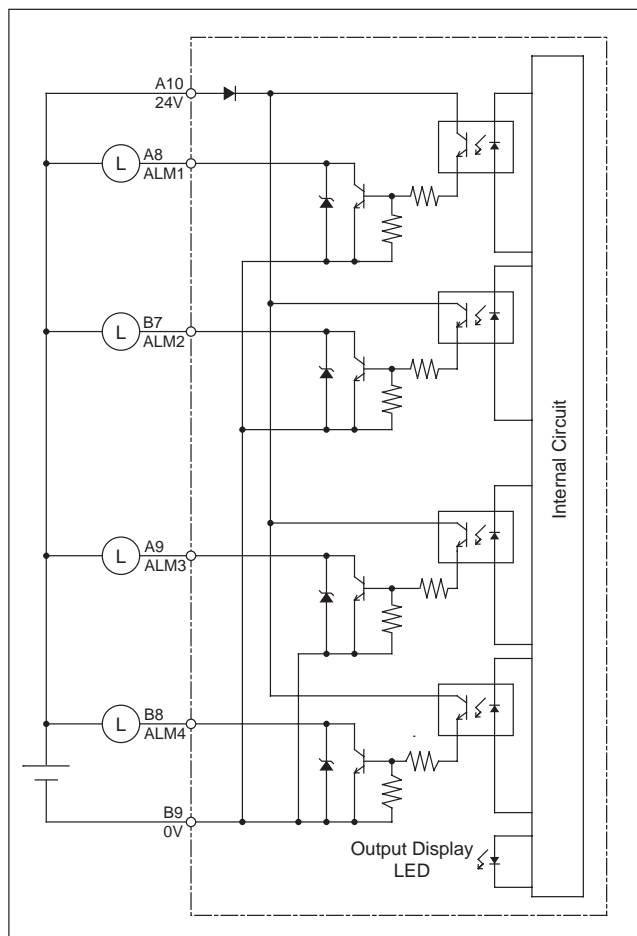 A10
24V
L
A8
ALM1
L
B7
ALM2
L
A9
ALM3
L
B8
ALM4
B9
0V
Internal Circuit
Output Display
LED